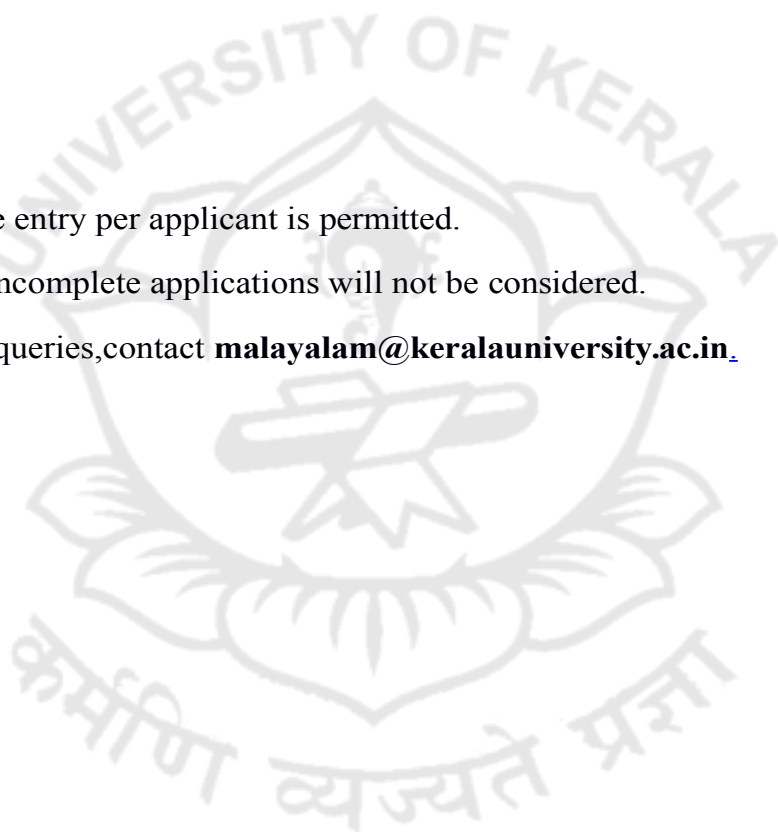 UNIVERSITY OF KERALA
entry per applicant is permitted.
ncomplete applications will not be considered.
queries,contact malayalam@keralauniversity.ac.in.
कर्मणि व्यज्यते प्रज्ञा